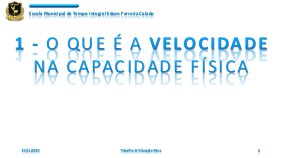 Escola Municipal de Tempo Integral Edson Ferreira Calado
1 - O QUE É A VELOCIDADE
NA CAPACIDADE FÍSICA
Trabalho de Educação Física